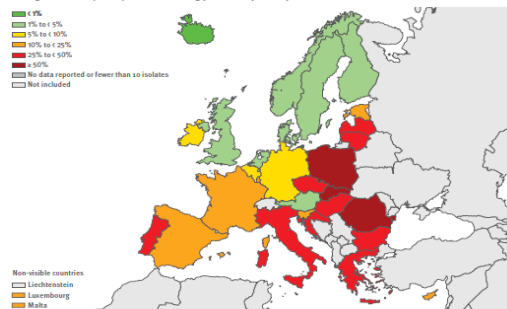 < 1%
1% to < 5%
5% to < 10%
10% to < 25%
25% to < 50%
≥ 50%
No data reported or fewer than 10 isolates
Not included
Non-visible countries
Liechtenstein
Luxembourg
Malta